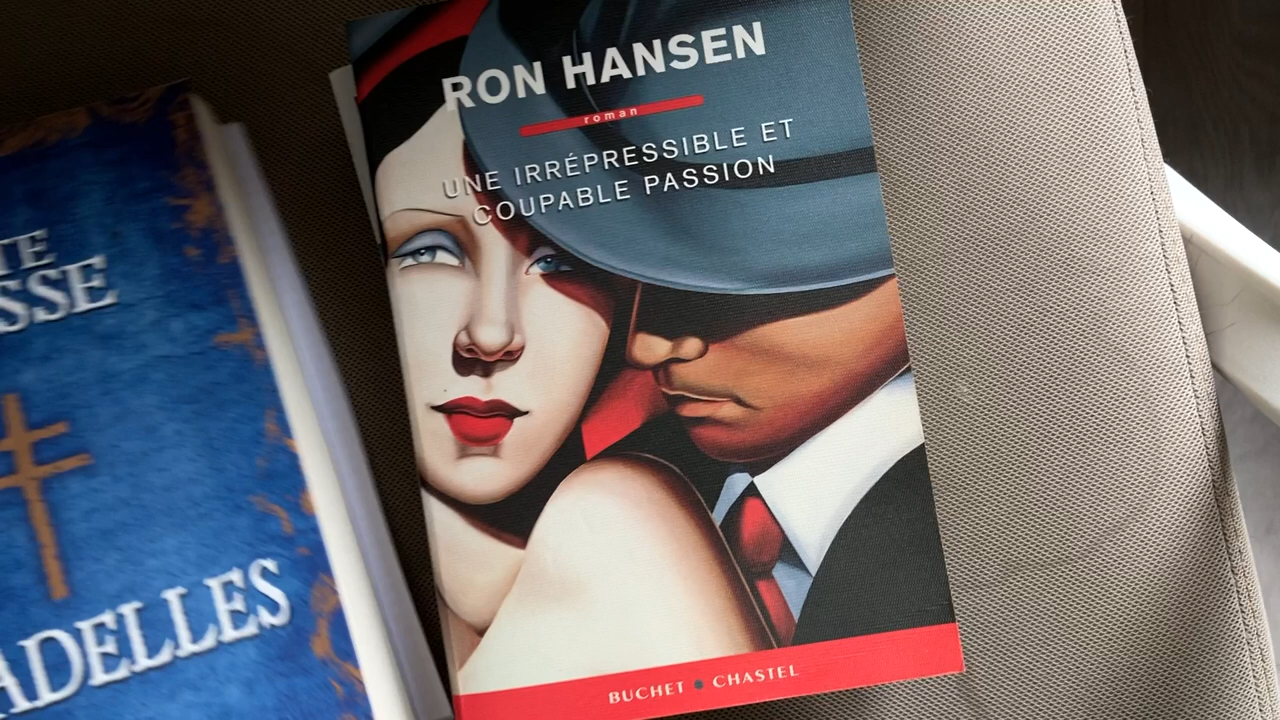 RON HANSEN
roman
UNE IRRÉPRESSIBLE ET
COUPABLE PASSION
BUCHET • CHASTEL
TE
SSE
ADELLES